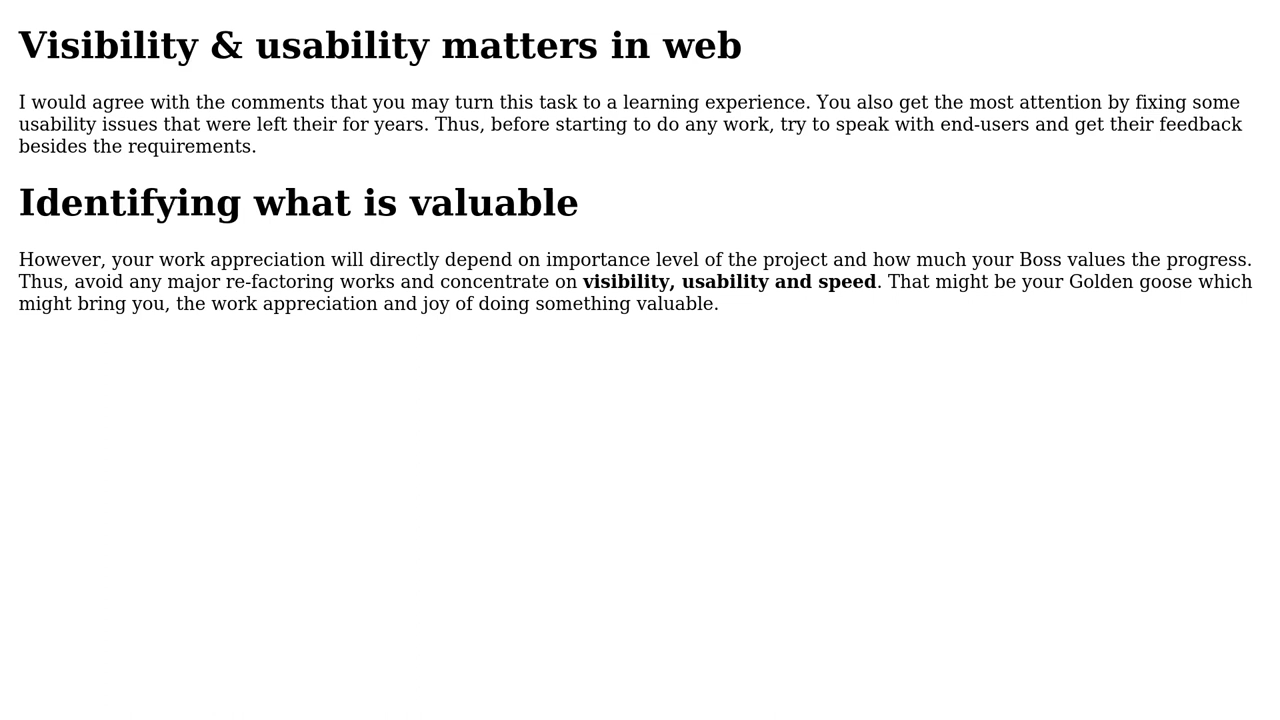 Visibility & usability matters in web
I would agree with the comments that you may turn this task to a learning experience. You also get the most attention by fixing some
usability issues that were left their for years. Thus, before starting to do any work, try to speak with end-users and get their feedback
besides the requirements.
Identifying what is valuable
However, your work appreciation will directly depend on importance level of the project and how much your Boss values the progress.
Thus, avoid any major re-factoring works and concentrate on visibility, usability and speed. That might be your Golden goose which
might bring you, the work appreciation and joy of doing something valuable.